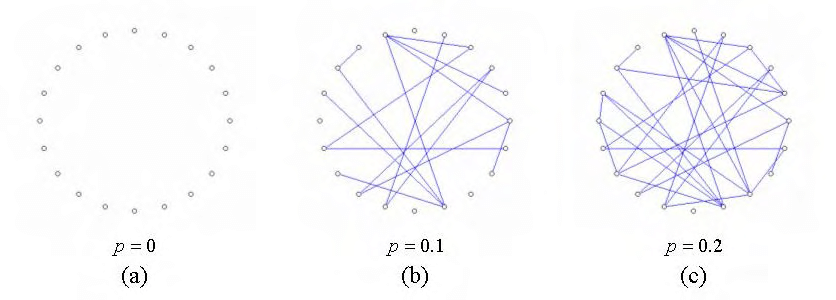 p = 0
p = 0.1
p = 0.2
(a)
(b)
(c)